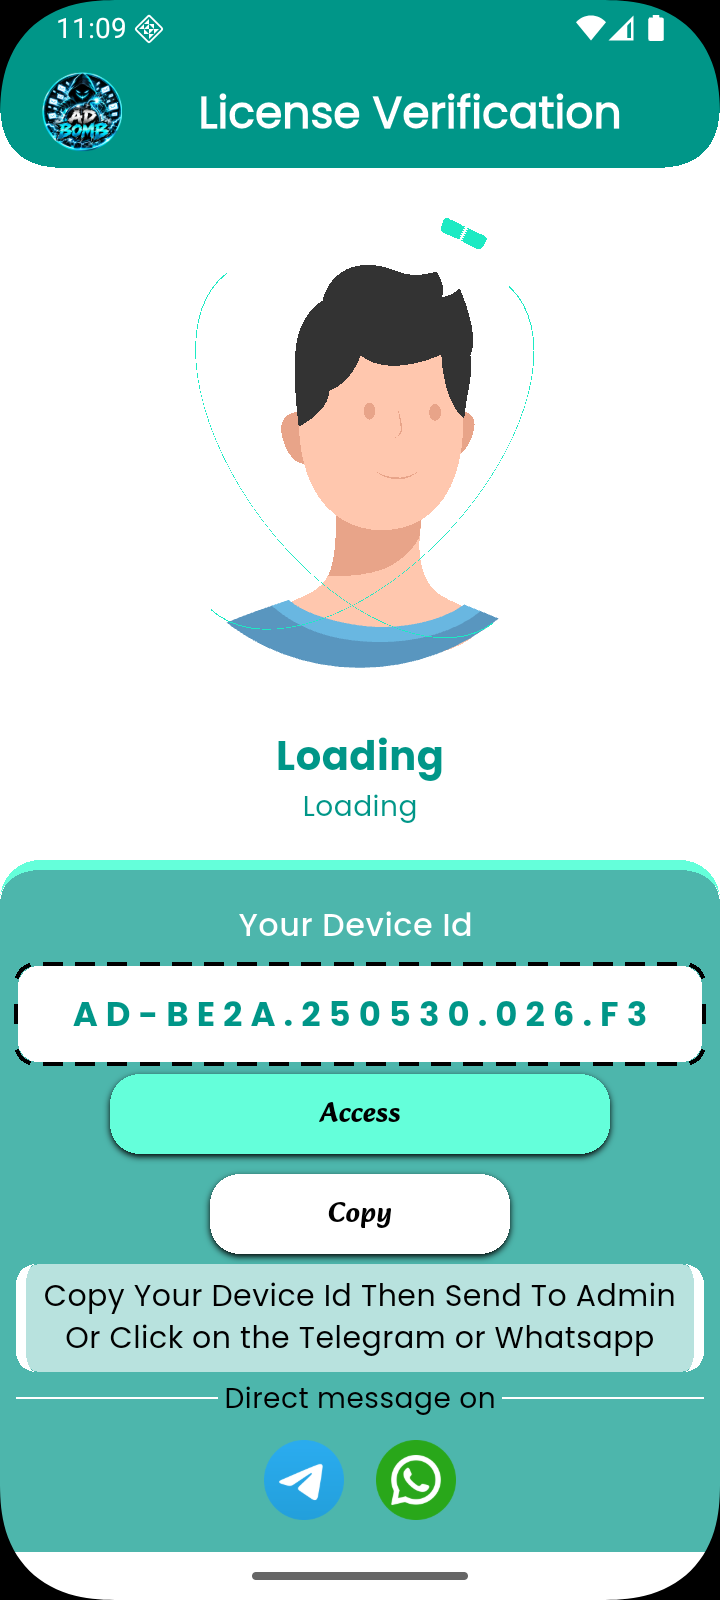 11:09
AD
BOMB
License Verification
Loading
Loading
Your Device Id
AD-BE2A.250530.026.F3
Access
Copy
Copy Your Device Id Then Send To Admin
Or Click on the Telegram or Whatsapp
Direct message on